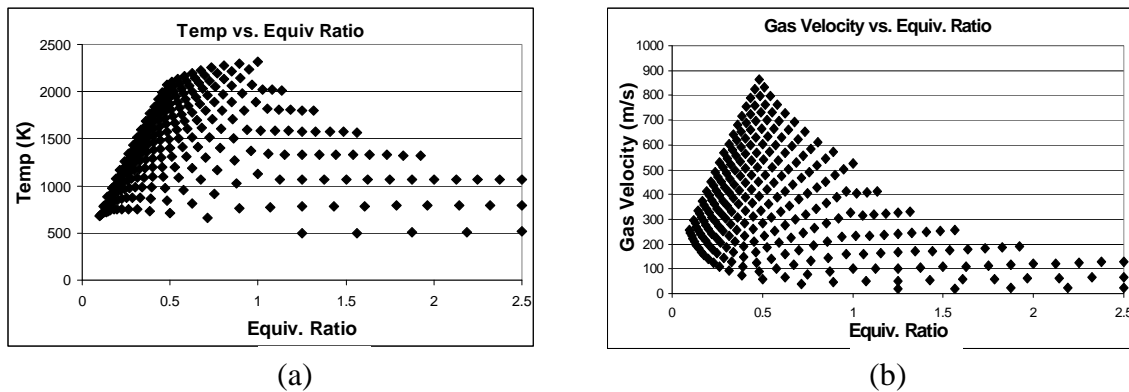 Temp vs. Equiv Ratio
2500
2000
1500
1000
500
0
0 0.5 1 1.5 2 2.5
Temp (K)
Equiv. Ratio
(a)
Gas Velocity vs. Equiv. Ratio
1000
900
800
700
600
500
400
300
200
100
0
0 0.5 1 1.5 2 2.5
Gas Velocity (m/s)
Equiv. Ratio
(b)